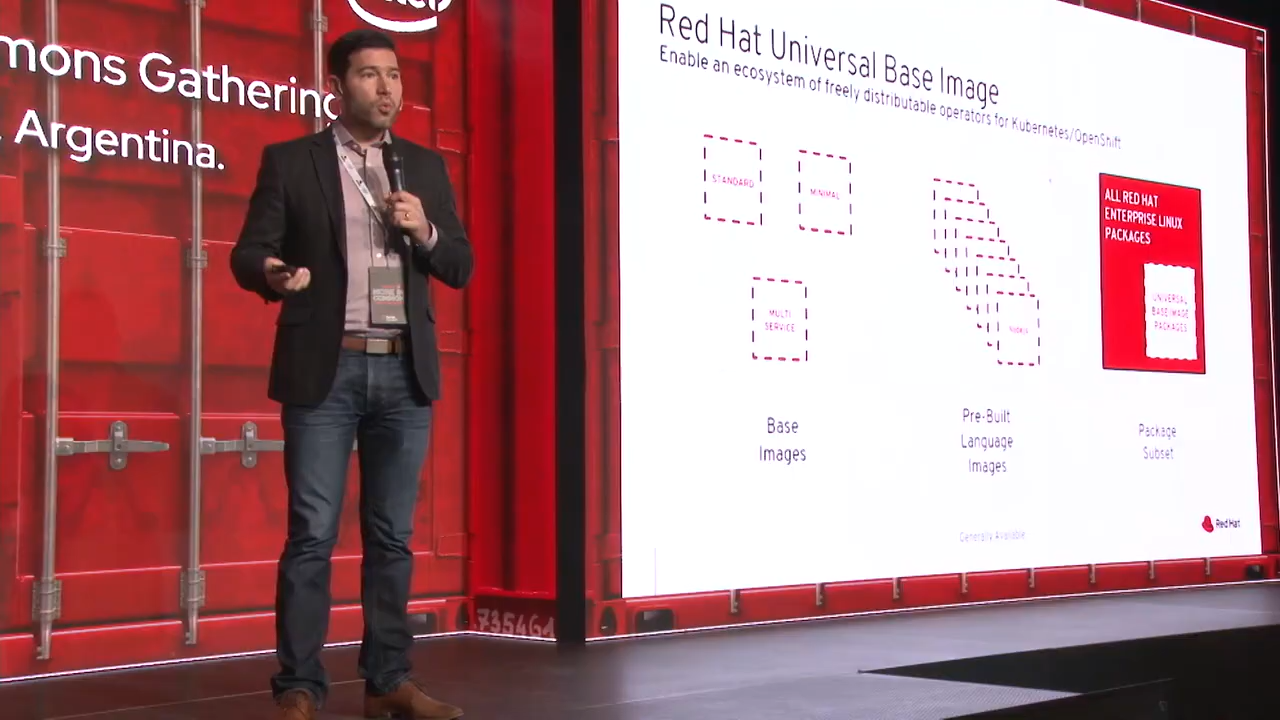 intel
mons Gathering
, Argentina.
Red Hat Universal Base Image
Enable an ecosystem of freely distributable operators for Kubernetes/OpenShift
STANDARD
MINIMAL
MULTI
SERVICE
ALL RED HAT
ENTERPRISE LINUX
PACKAGES
UNIVERSAL
BASE IMAGE
PACKAGES
Base
Images
Pre-Built
Language
Images
Package
Subset
Generally Available
Red Hat
735461